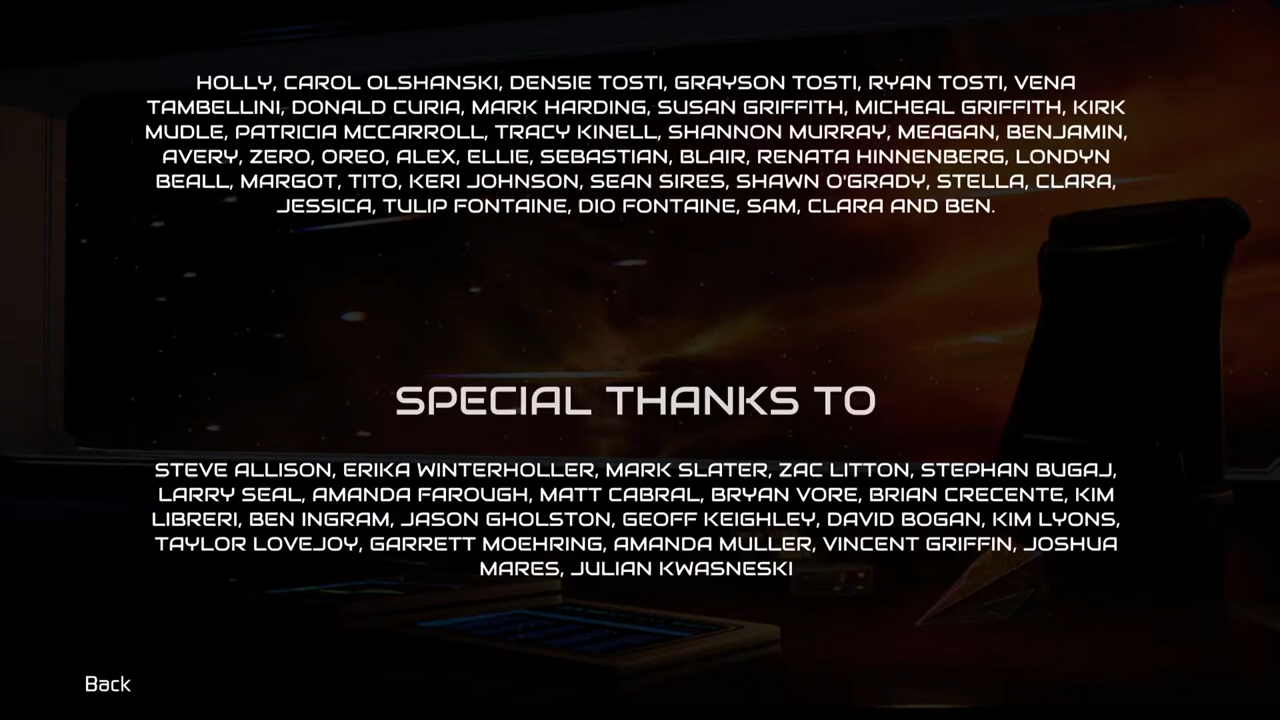 HOLLY, CAROL OLSHANSKI, DENSIE TOSTI, GRAYSON TOSTI, RYAN TOSTI, VENA
TAMBELLINI, DONALD CURIA, MARK HARDING, SUSAN GRIFFITH, MICHEAL GRIFFITH, KIRK
MUDLE, PATRICIA MCCARROLL, TRACY KINELL, SHANNON MURRAY, MEAGAN, BENJAMIN,
AVERY, ZERO, OREO, ALEX, ELLIE, SEBASTIAN, BLAIR, RENATA HINNENBERG, LONDYN
BEALL, MARGOT, TITO, KERI JOHNSON, SEAN SIRES, SHAWN O'GRADY, STELLA, CLARA,
JESSICA, TULIP FONTAINE, DIO FONTAINE, SAM, CLARA AND BEN.
SPECIAL THANKS TO
STEVE ALLISON, ERIKA WINTERHOLLER, MARK SLATER, ZAC LITTON, STEPHAN BUGAJ,
LARRY SEAL, AMANDA FAROUGH, MATT CABRAL, BRYAN VORE, BRIAN CRECENTE, KIM
LIBRERI, BEN INGRAM, JASON GHOLSTON, GEOFF KEIGHLEY, DAVID BOGAN, KIM LYONS,
TAYLOR LOVEJOY, GARRETT MOEHRING, AMANDA MULLER, VINCENT GRIFFIN, JOSHUA
MARES, JULIAN KWASNESKI
Back